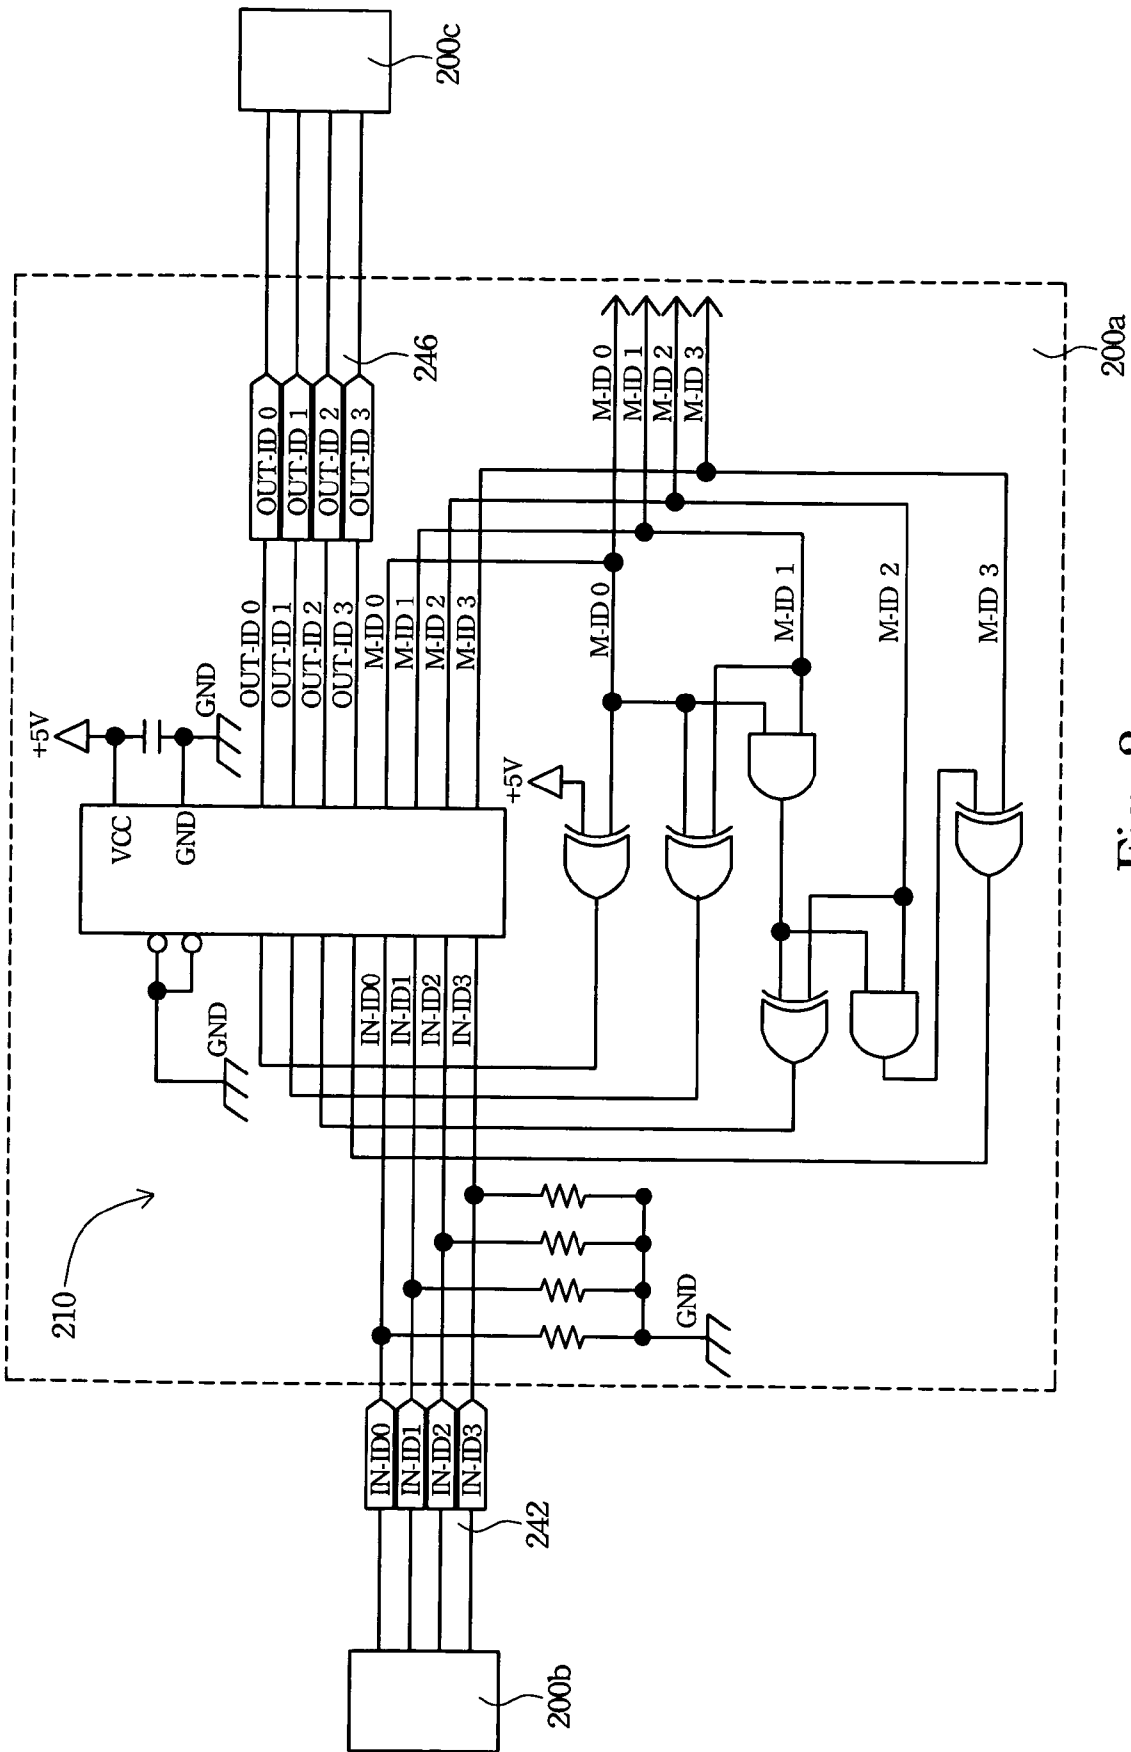 200c
246
OUT-ID 0
OUT-ID 1
OUT-ID 2
OUT-ID 3
M-ID 0
M-ID 1
M-ID 2
M-ID 3
200a
OUT-ID 0
OUT-ID 1
OUT-ID 2
OUT-ID 3
M-ID 0
M-ID 1
M-ID 2
M-ID 3
M-ID 0
M-ID 1
M-ID 2
M-ID 3
+5V
GND
+5V
VCC
GND
GND
IN-ID0
IN-ID1
IN-ID2
IN-ID3
210
GND
IN-ID0
IN-ID1
IN-ID2
IN-ID3
242
200b